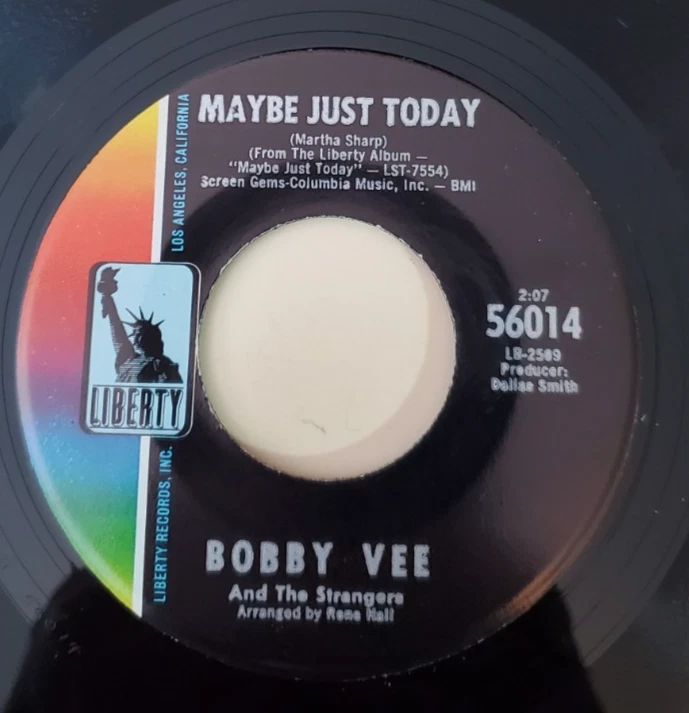 MAYBE JUST TODAY
(Martha Sharp)
(From The Liberty Album —
"Maybe Just Today" — LST-7554)
Screen Gems-Columbia Music, Inc. — BMI
LOS ANGELES, CALIFORNIA
LIBERTY
LIBERTY RECORDS, INC.
2:07
56014
LB-2509
Producer:
Dallas Smith
BOBBY VEE
And The Strangers
Arranged by Rene Hall